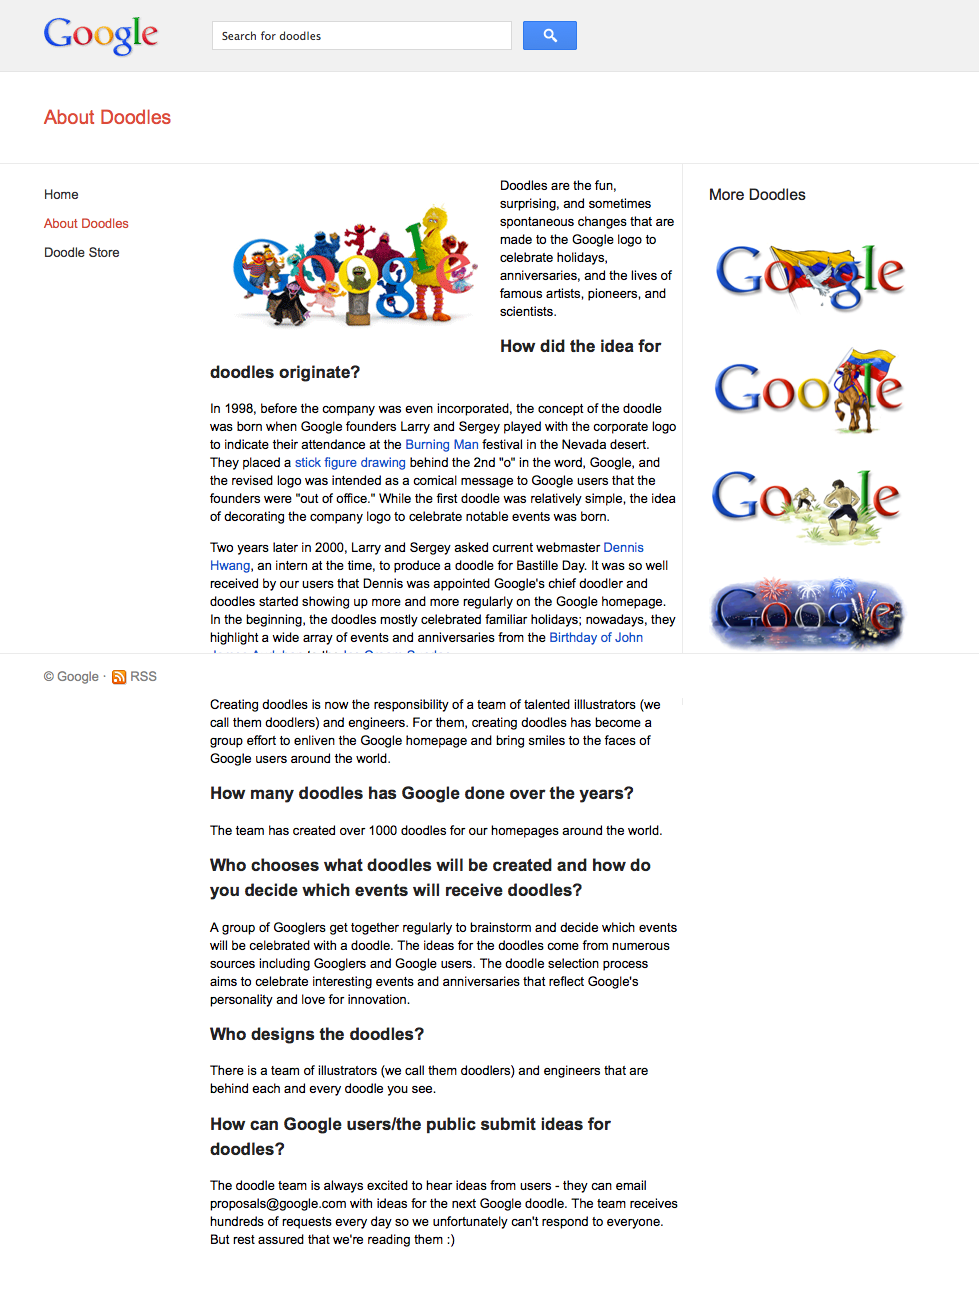 Google
Search for doodles
About Doodles
Home
About Doodles
Doodle Store
Google
Doodles are the fun,
surprising, and sometimes
spontaneous changes that are
made to the Google logo to
celebrate holidays,
anniversaries, and the lives of
famous artists, pioneers, and
scientists.
How did the idea for
doodles originate?
In 1998, before the company was even incorporated, the concept of the doodle
was born when Google founders Larry and Sergey played with the corporate logo
to indicate their attendance at the Burning Man festival in the Nevada desert.
They placed a stick figure drawing behind the 2nd "o" in the word, Google, and
the revised logo was intended as a comical message to Google users that the
founders were "out of office." While the first doodle was relatively simple, the idea
of decorating the company logo to celebrate notable events was born.
Two years later in 2000, Larry and Sergey asked current webmaster Dennis
Hwang, an intern at the time, to produce a doodle for Bastille Day. It was so well
received by our users that Dennis was appointed Google's chief doodler and
doodles started showing up more and more regularly on the Google homepage.
In the beginning, the doodles mostly celebrated familiar holidays; nowadays, they
highlight a wide array of events and anniversaries from the Birthday of John
More Doodles
Google
Google
Google
Google
© Google · RSS
Creating doodles is now the responsibility of a team of talented illlustrators (we
call them doodlers) and engineers. For them, creating doodles has become a
group effort to enliven the Google homepage and bring smiles to the faces of
Google users around the world.
How many doodles has Google done over the years?
The team has created over 1000 doodles for our homepages around the world.
Who chooses what doodles will be created and how do
you decide which events will receive doodles?
A group of Googlers get together regularly to brainstorm and decide which events
will be celebrated with a doodle. The ideas for the doodles come from numerous
sources including Googlers and Google users. The doodle selection process
aims to celebrate interesting events and anniversaries that reflect Google's
personality and love for innovation.
Who designs the doodles?
There is a team of illustrators (we call them doodlers) and engineers that are
behind each and every doodle you see.
How can Google users/the public submit ideas for
doodles?
The doodle team is always excited to hear ideas from users - they can email
proposals@google.com with ideas for the next Google doodle. The team receives
hundreds of requests every day so we unfortunately can't respond to everyone.
But rest assured that we're reading them :)